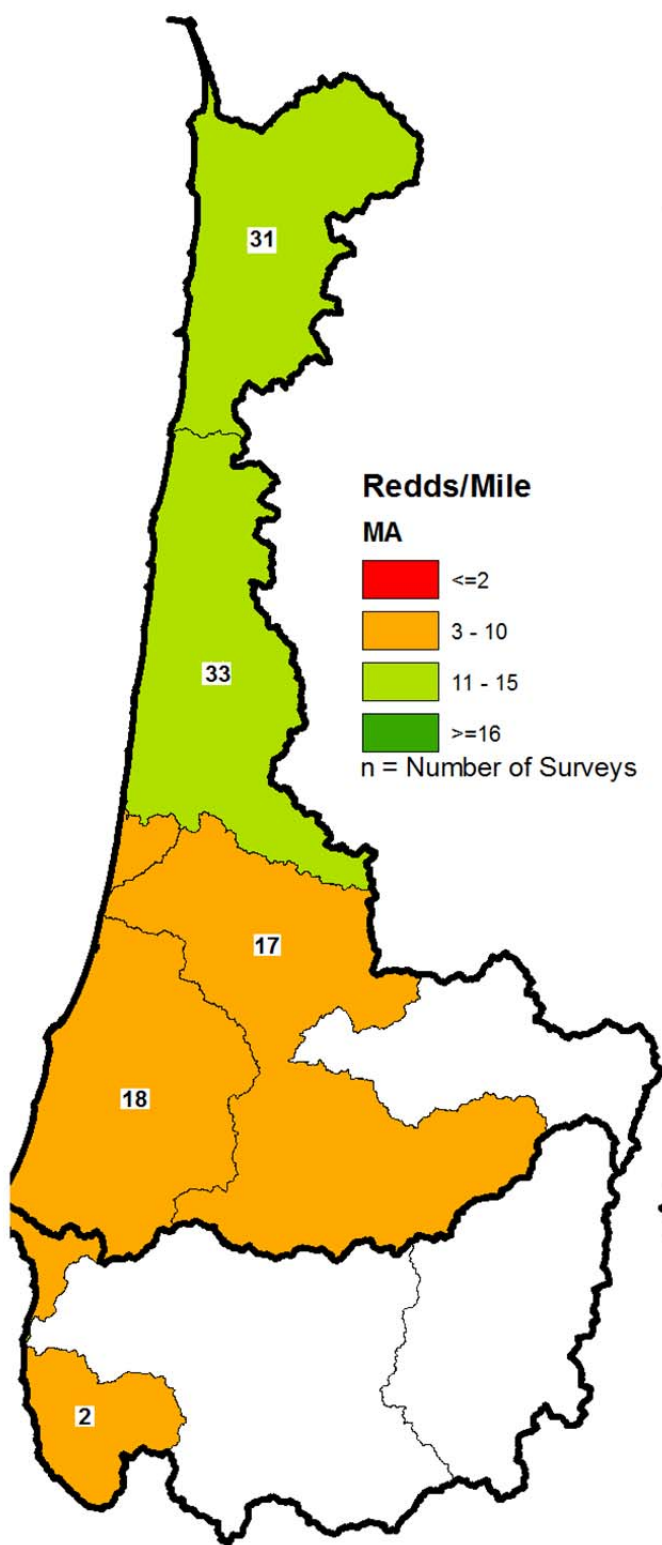 31
Redds/Mile
MA
<=2
3 - 10
33
11 - 15
>=16
n = Number of Surveys
17
18
2